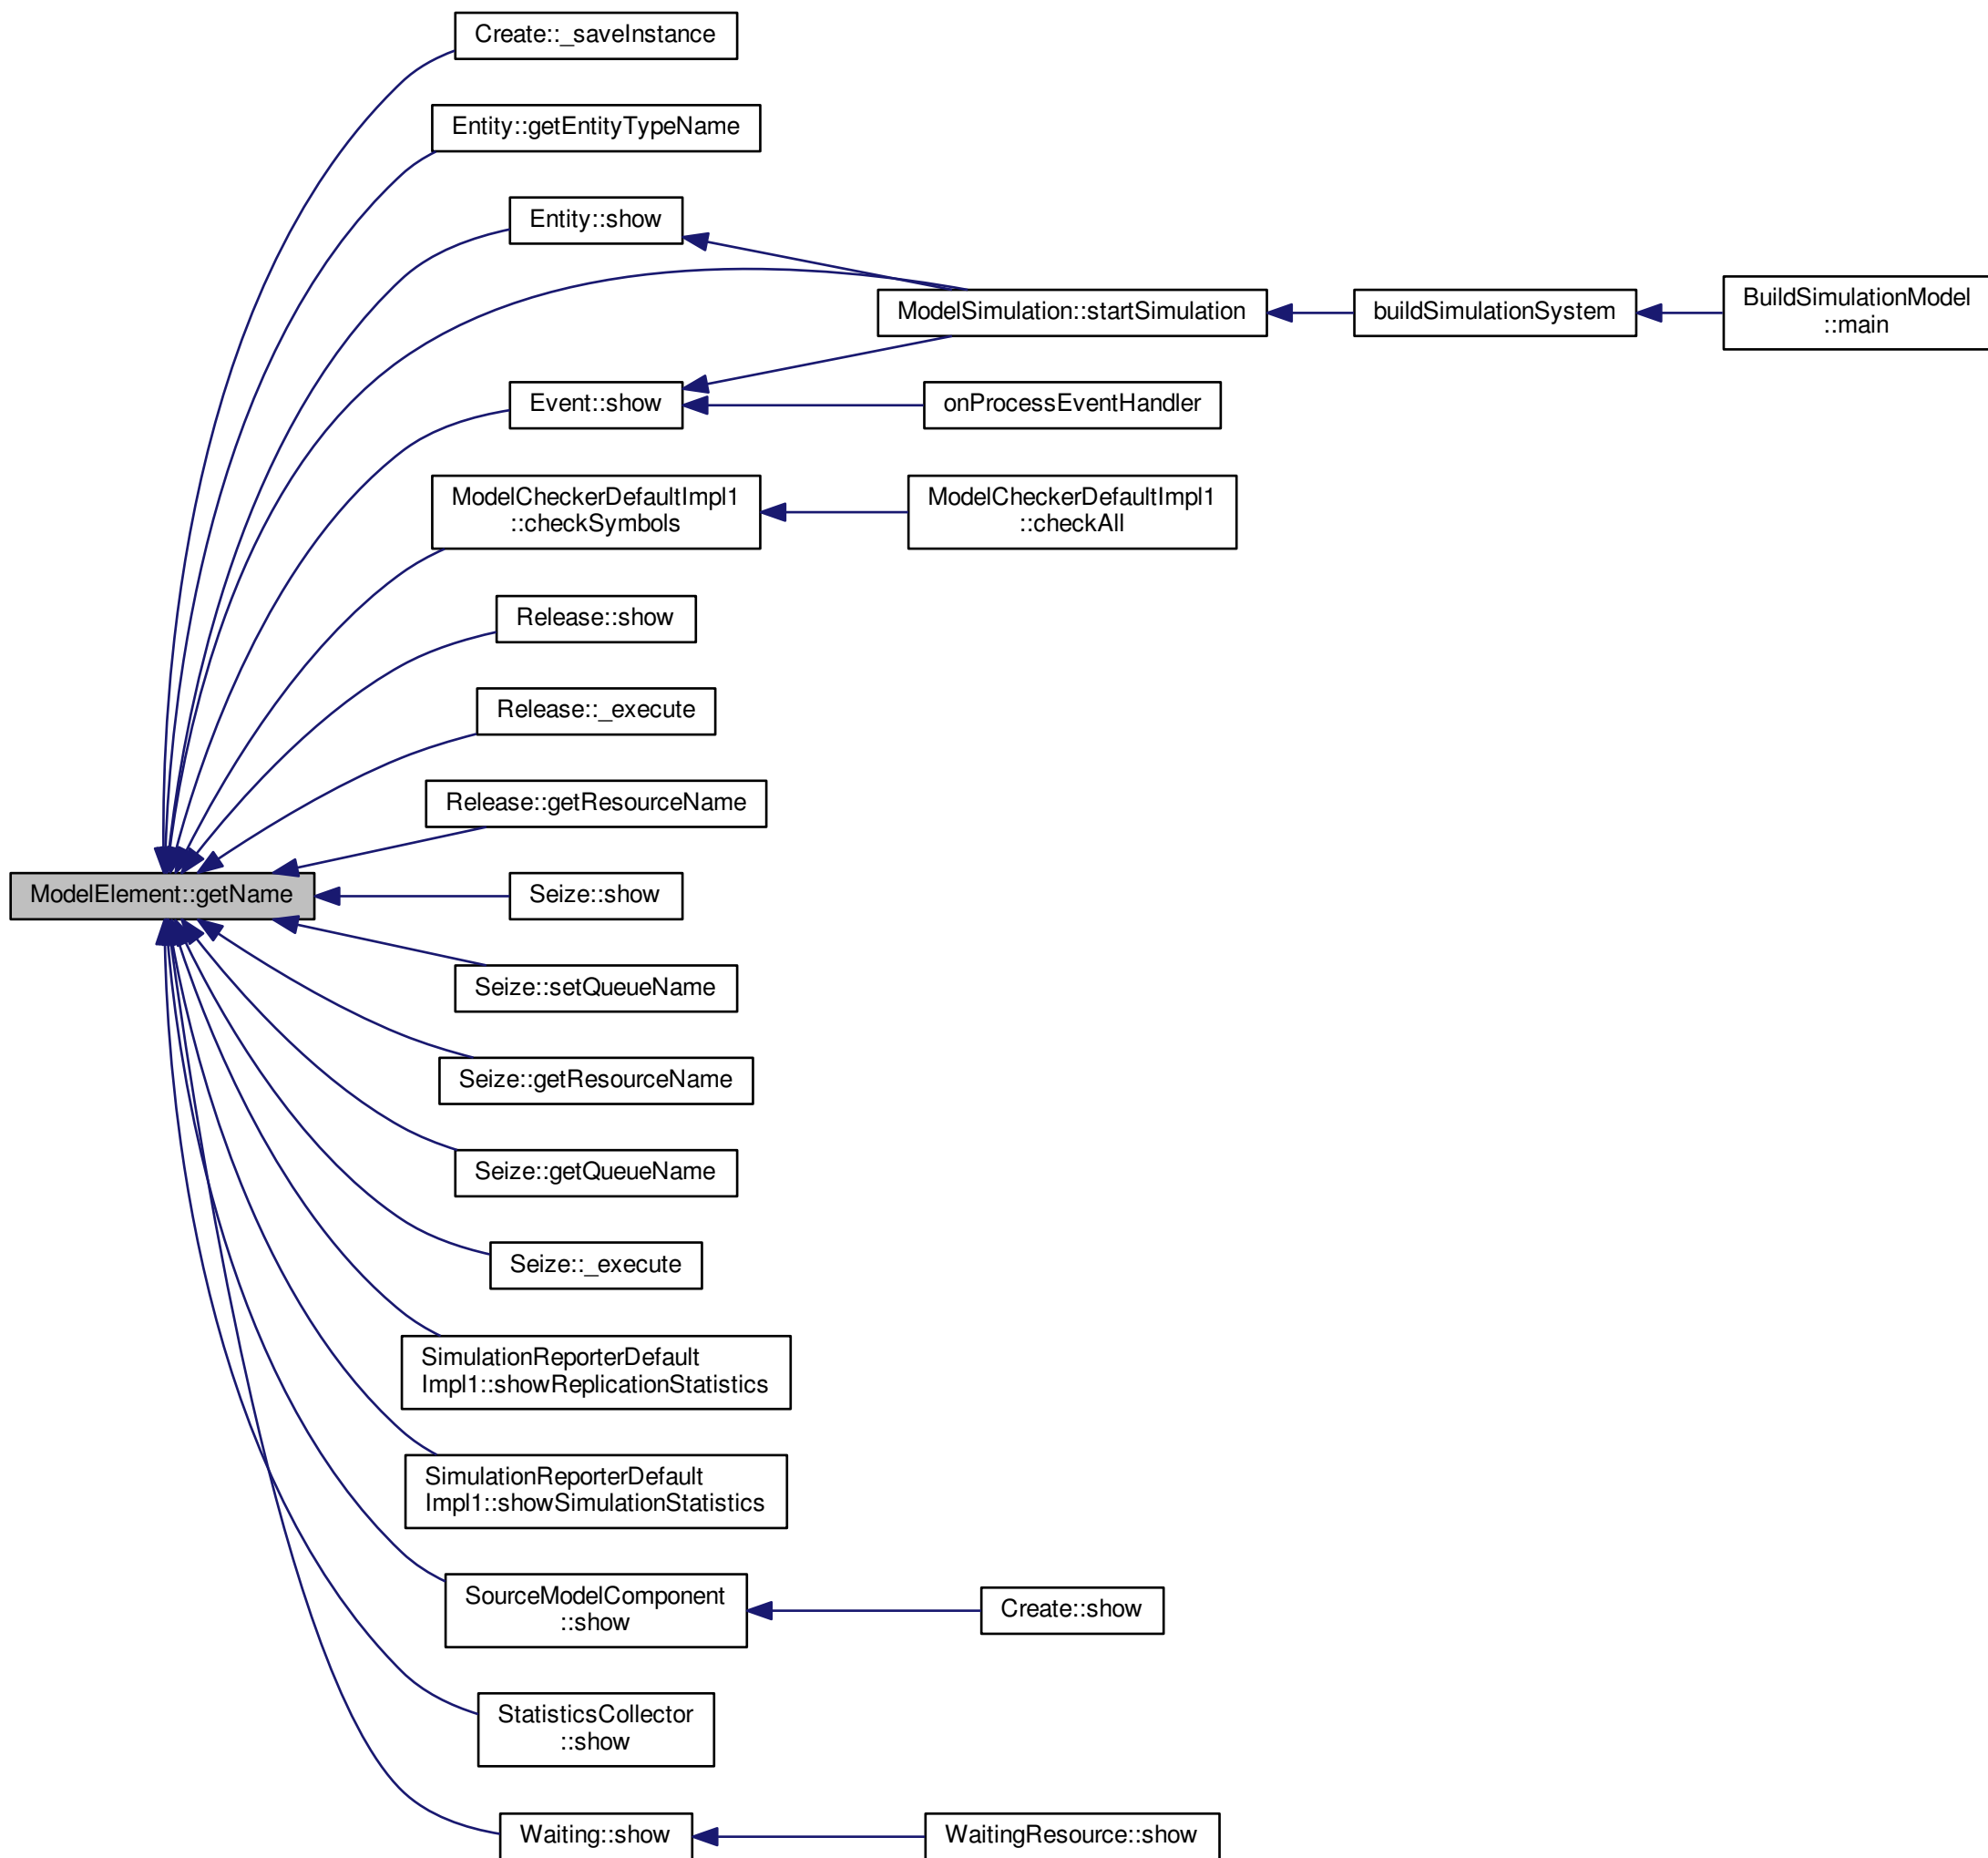 Create::_saveInstance
Entity::getEntityTypeName
Entity::show
ModelSimulation::startSimulation
buildSimulationSystem
BuildSimulationModel
::main
Event::show
onProcessEventHandler
ModelCheckerDefaultImpl1
::checkSymbols
ModelCheckerDefaultImpl1
::checkAll
Release::show
Release::_execute
Release::getResourceName
ModelElement::getName
Seize::show
Seize::setQueueName
Seize::getResourceName
Seize::getQueueName
Seize::_execute
SimulationReporterDefault
Impl1::showReplicationStatistics
SimulationReporterDefault
Impl1::showSimulationStatistics
SourceModelComponent
::show
Create::show
StatisticsCollector
::show
Waiting::show
WaitingResource::show